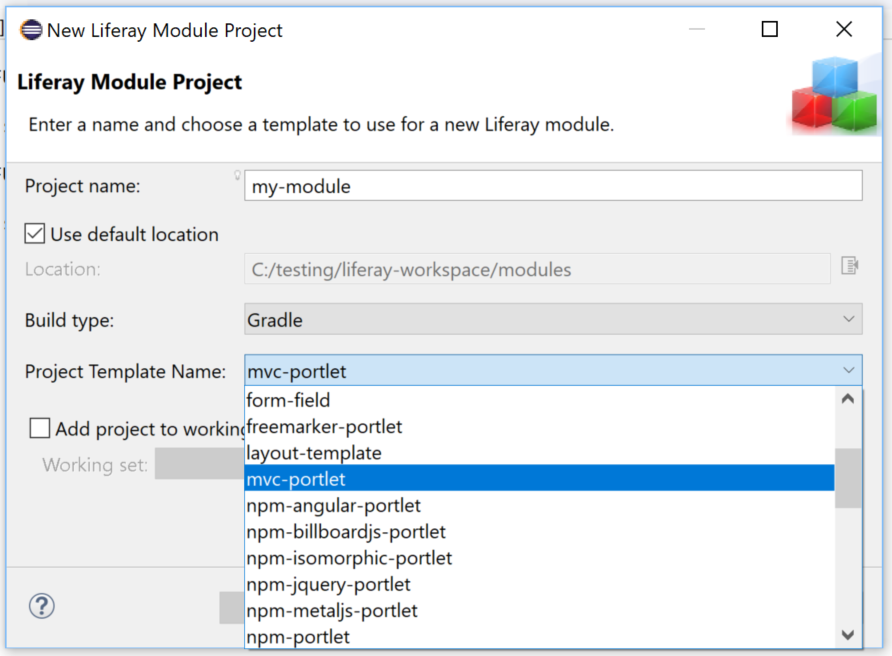 New Liferay Module Project
Liferay Module Project
Enter a name and choose a template to use for a new Liferay module.
Project name:
my-module
Use default location
Location:
C:/testing/liferay-workspace/modules
Build type:
Gradle
Project Template Name:
mvc-portlet
form-field
freemarker-portlet
layout-template
mvc-portlet
npm-angular-portlet
npm-billboardjs-portlet
npm-isomorphic-portlet
npm-jquery-portlet
npm-metaljs-portlet
npm-portlet
Add project to working
Working set:
?